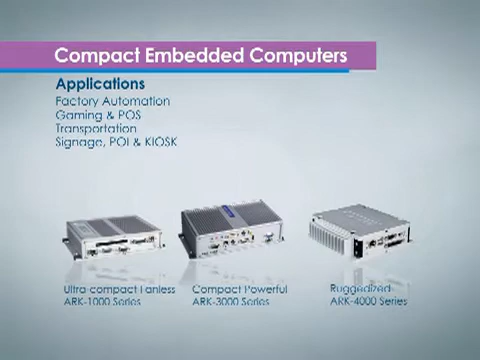 Compact Embedded Computers
Applications
Factory Automation
Gaming & POS
Transportation
Signage, POI & KIOSK
Ultra-compact Fanless
ARK-1000 Series
Compact Powerful
ARK-3000 Series
Ruggedized
ARK-4000 Series